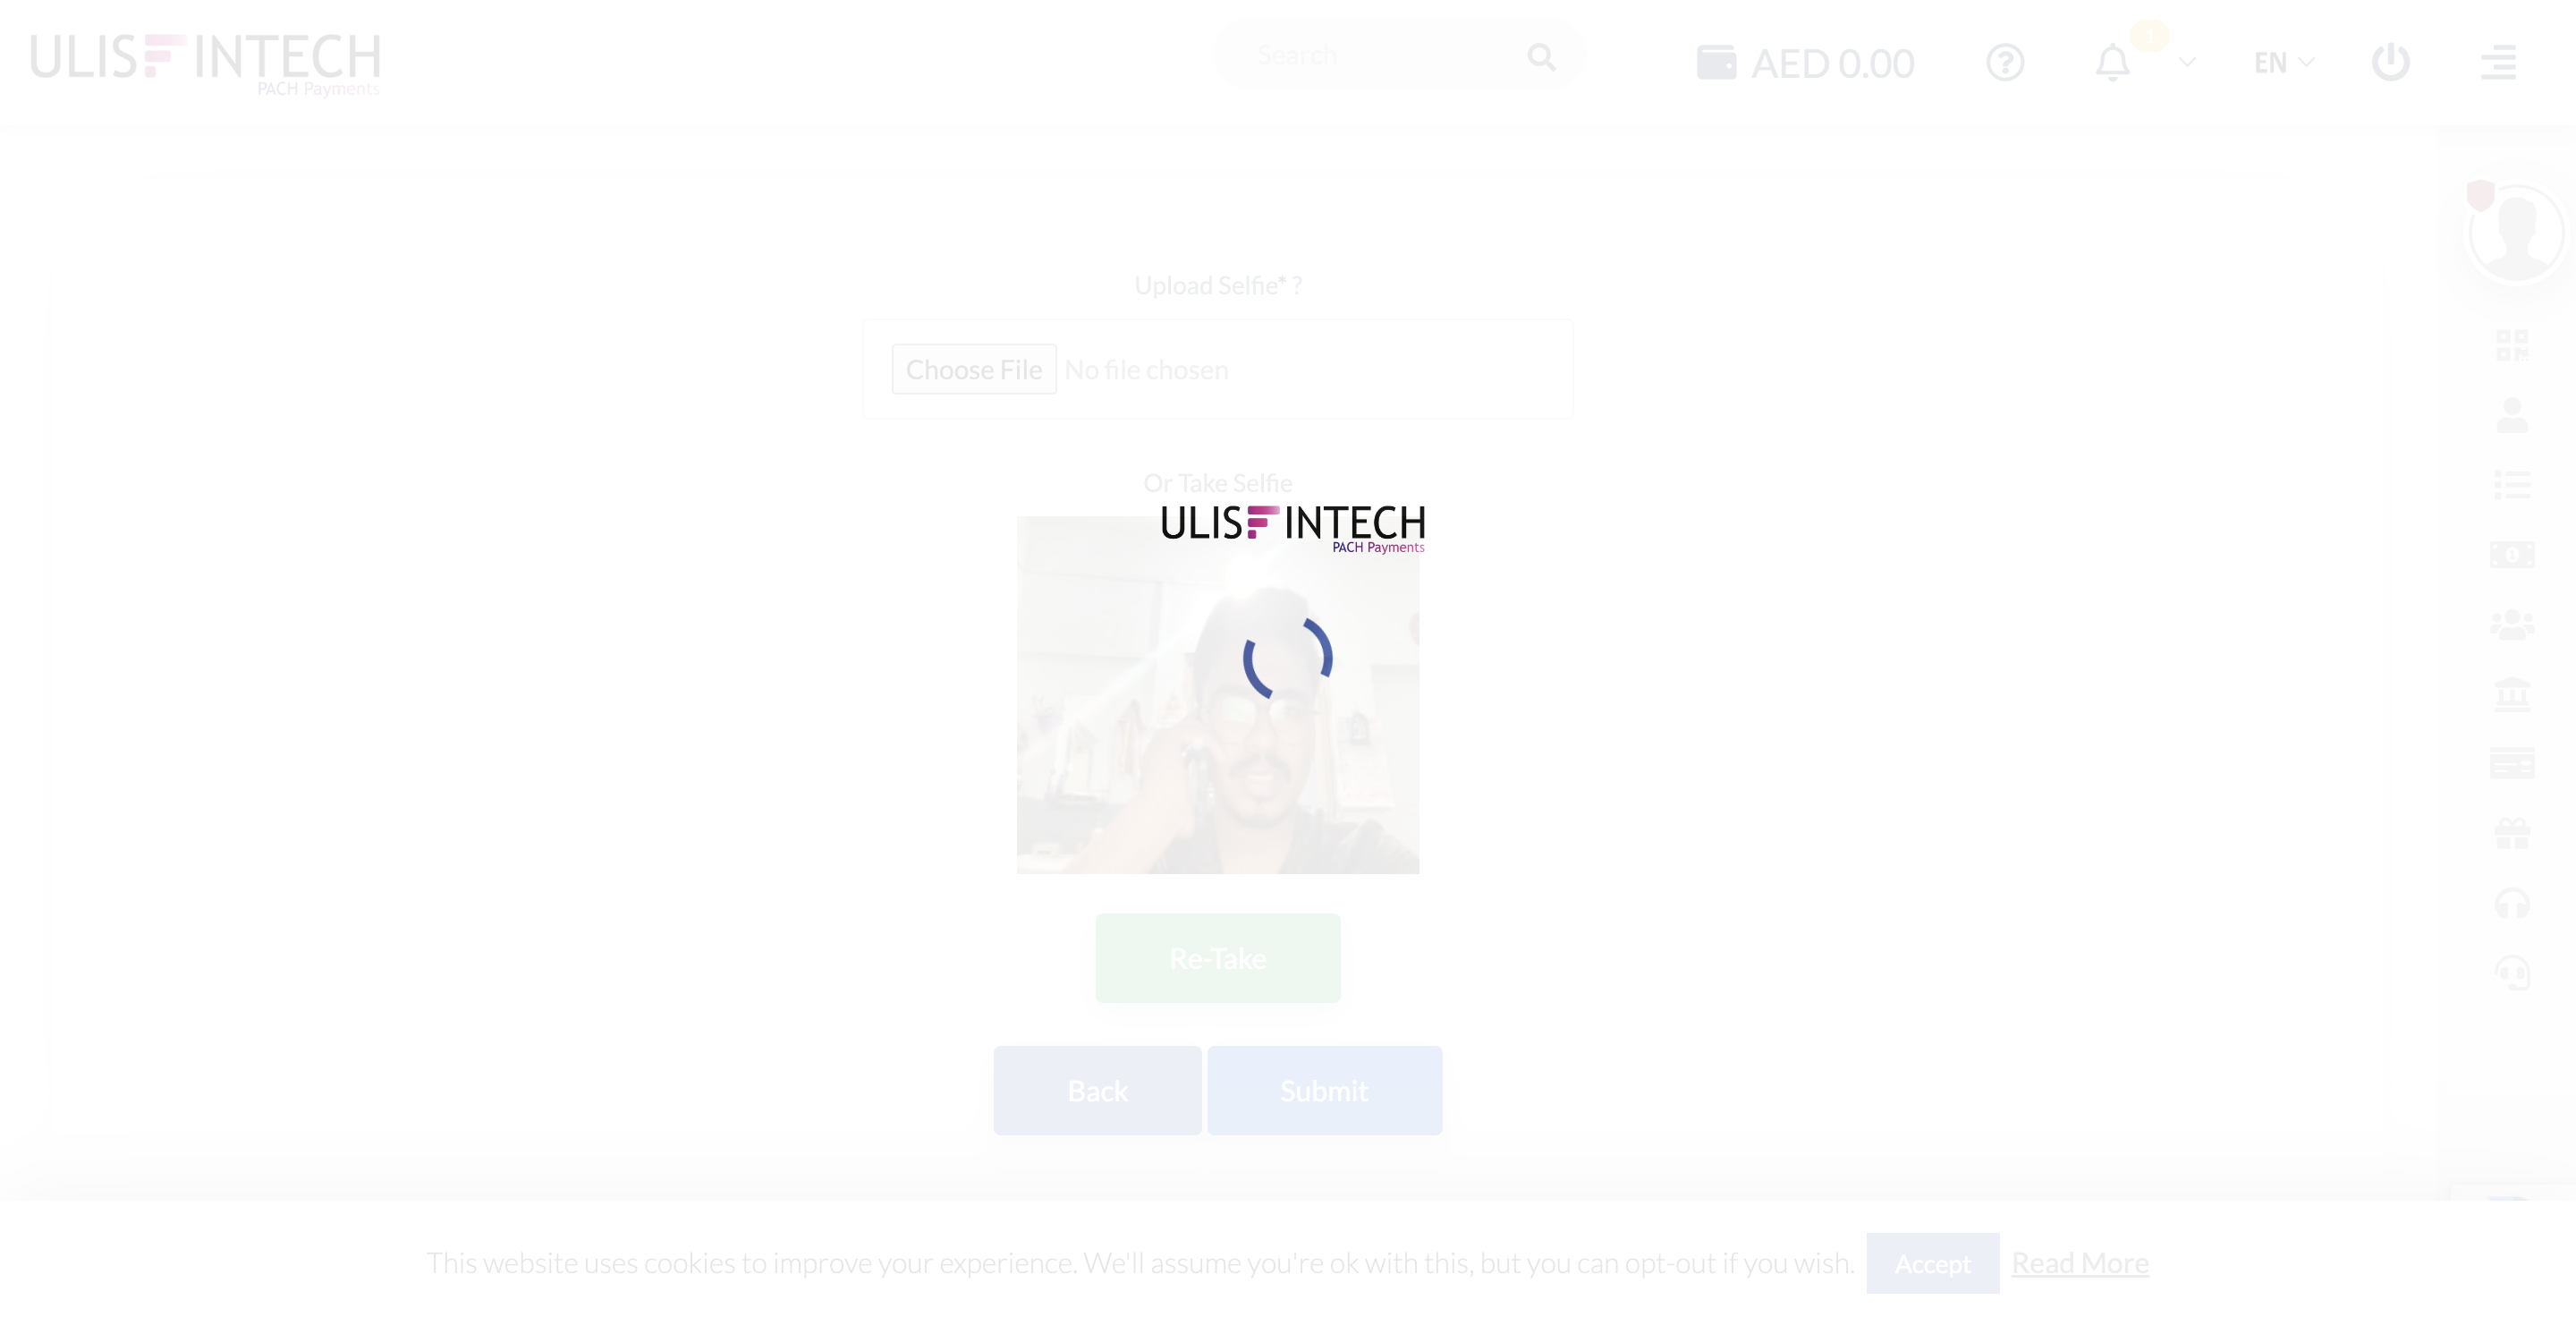 ULISFINTECH
PACH Payments
Search
AED 0.00
1
EN
Upload Selfie* ?
Choose File No file chosen
Or Take Selfie
ULISFINTECH
PACH Payments
Re-Take
Back
Submit
This website uses cookies to improve your experience. We'll assume you're ok with this, but you can opt-out if you wish. Accept Read More